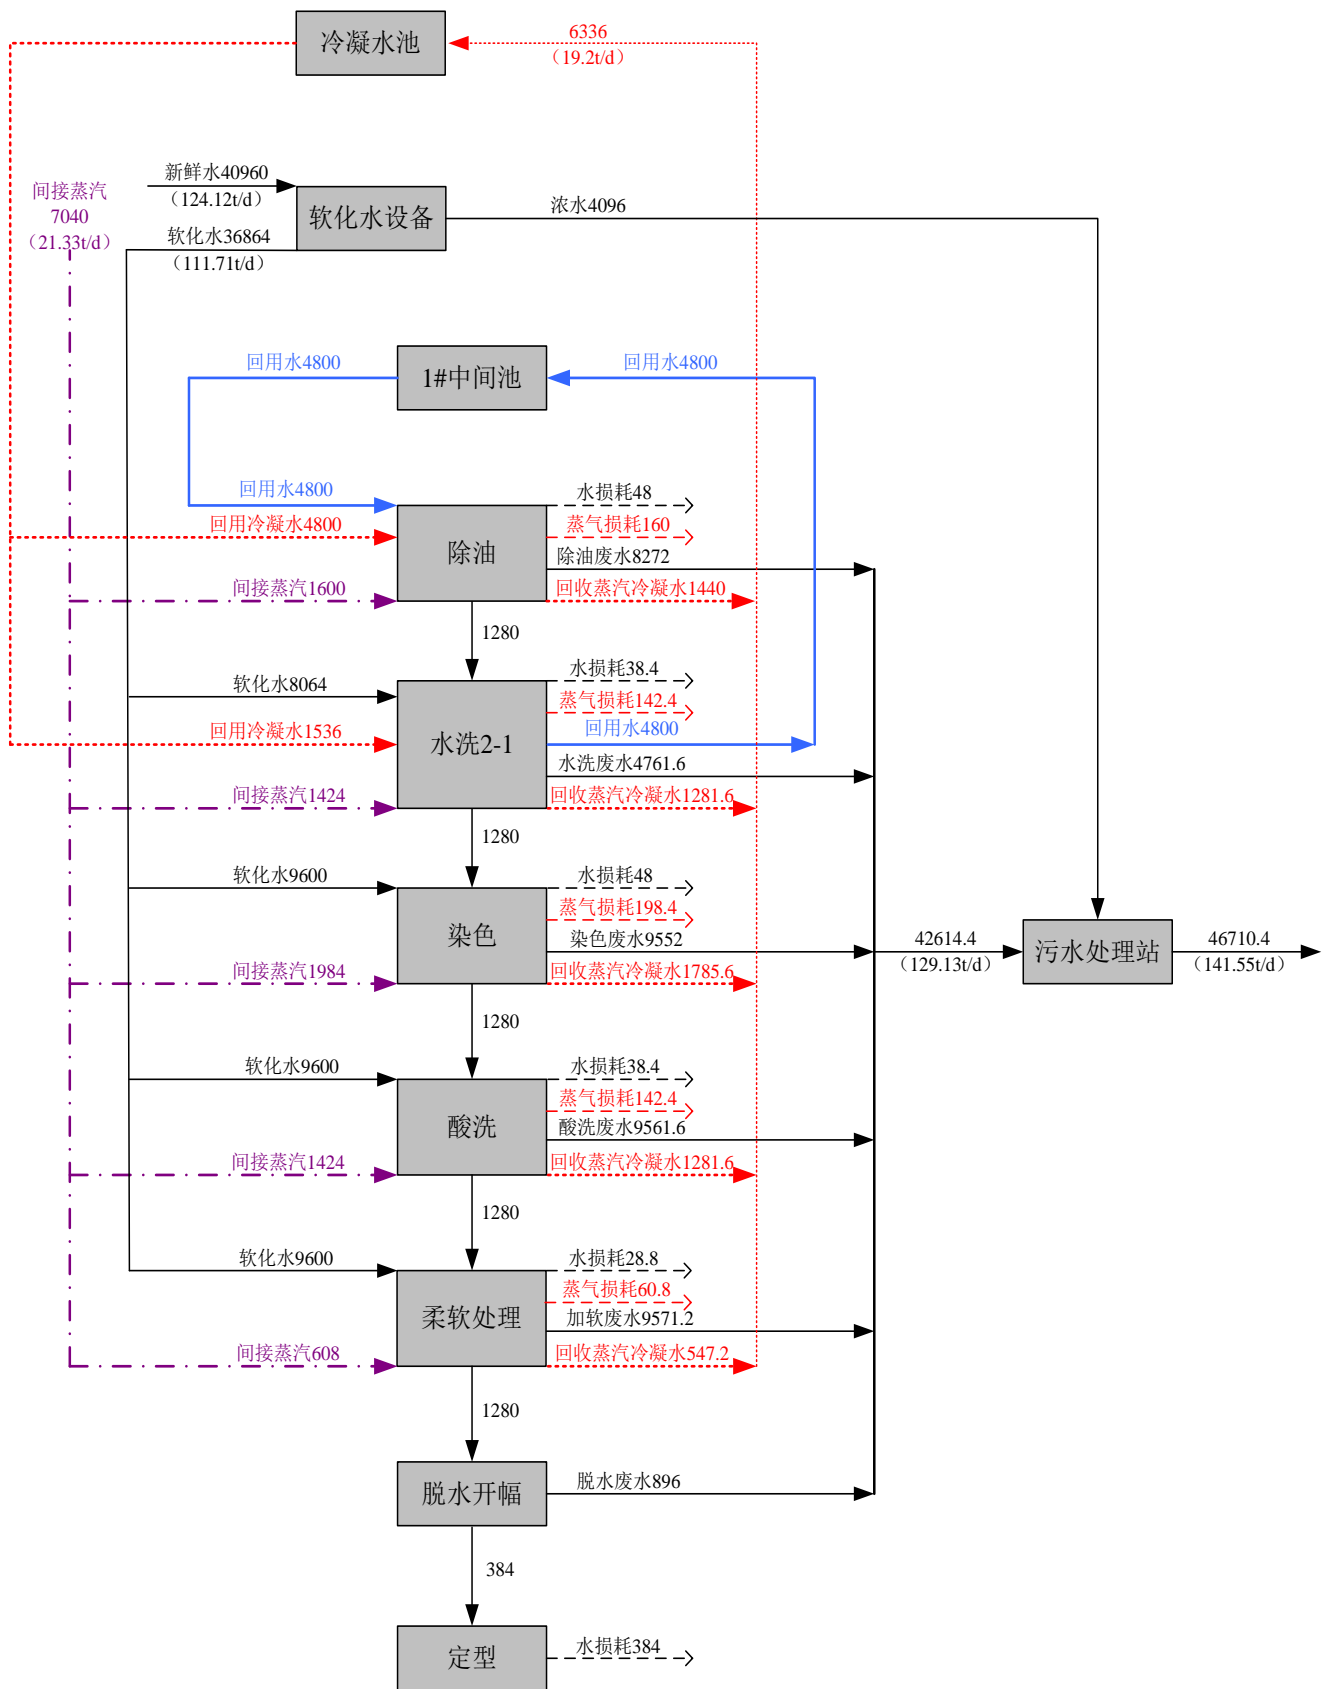 冷凝水池
6336
（19.2t/d）
新鲜水40960
（124.12t/d）
间接蒸汽
7040
（21.33t/d）
软化水设备
浓水4096
软化水36864
（111.71t/d）
回用水4800
1#中间池
回用水4800
回用水4800
水损耗48
回用冷凝水4800
蒸气损耗160
除油
除油废水8272
间接蒸汽1600
回收蒸汽冷凝水1440
1280
软化水8064
水损耗38.4
蒸气损耗142.4
回用冷凝水1536
水洗2-1
回用水4800
水洗废水4761.6
间接蒸汽1424
回收蒸汽冷凝水1281.6
1280
软化水9600
水损耗48
蒸气损耗198.4
染色
染色废水9552
42614.4
（129.13t/d）
污水处理站
46710.4
（141.55t/d）
间接蒸汽1984
回收蒸汽冷凝水1785.6
1280
软化水9600
水损耗38.4
蒸气损耗142.4
酸洗
酸洗废水9561.6
间接蒸汽1424
回收蒸汽冷凝水1281.6
1280
软化水9600
水损耗28.8
蒸气损耗60.8
柔软处理
加软废水9571.2
间接蒸汽608
回收蒸汽冷凝水547.2
1280
脱水开幅
脱水废水896
384
定型
水损耗384